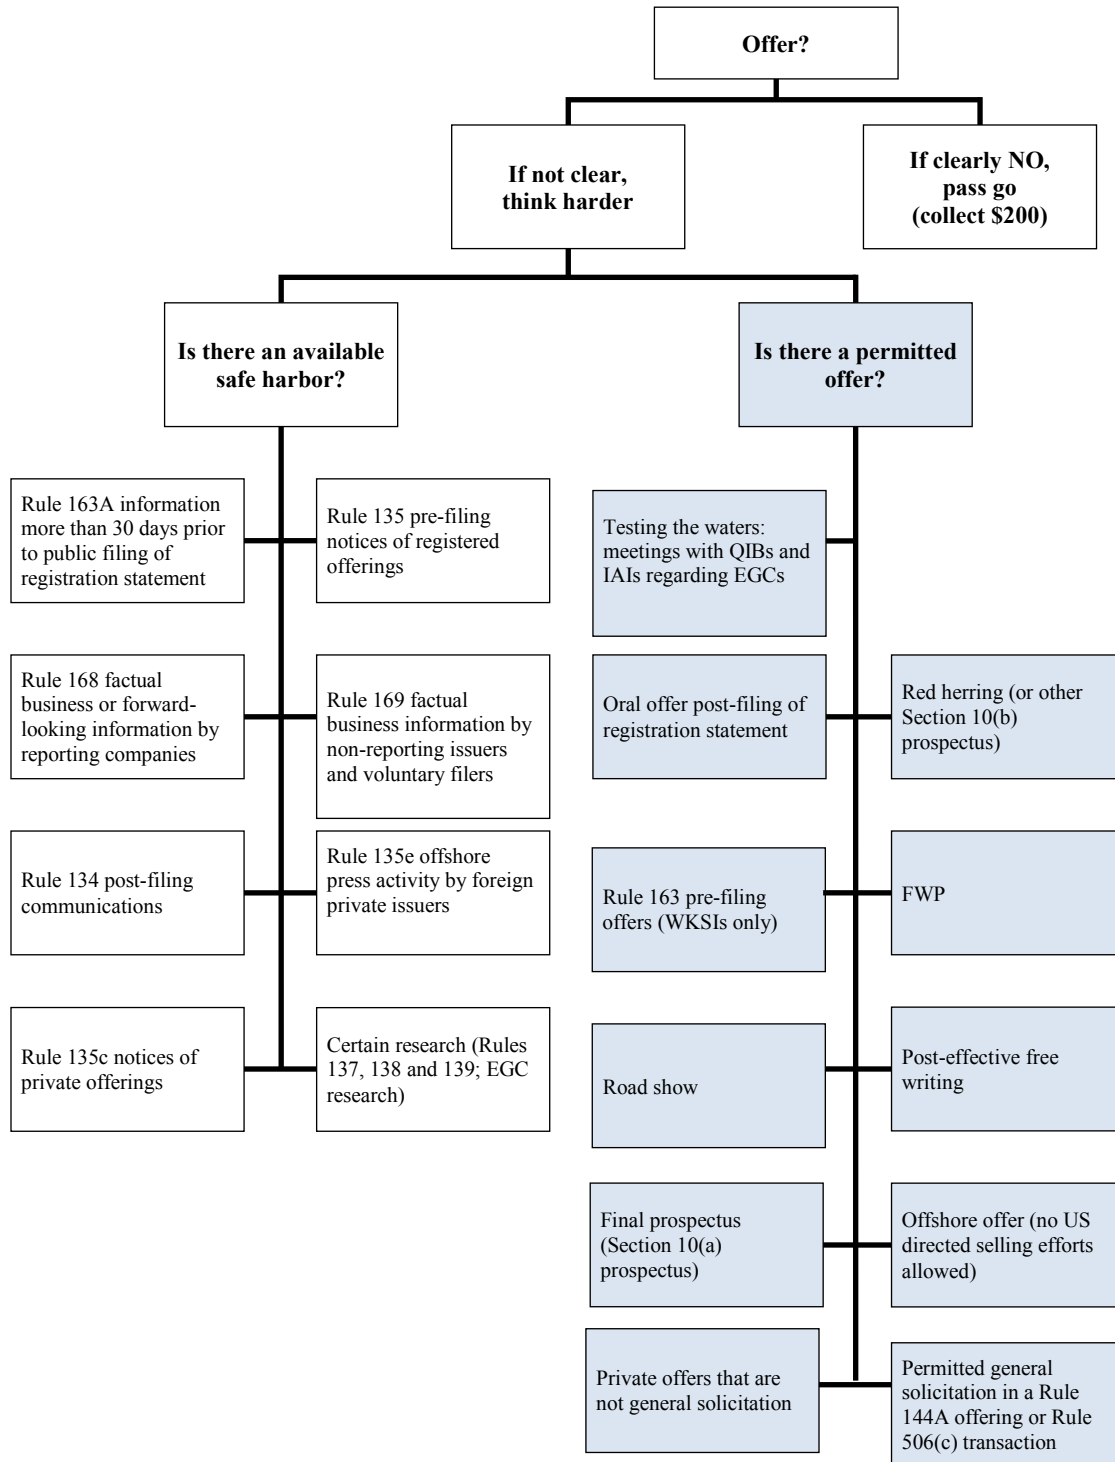 Offer?
If not clear,
think harder
If clearly NO,
pass go
(collect $200)
Is there an available
safe harbor?
Is there a permitted
offer?
Rule 163A information
more than 30 days prior
to public filing of
registration statement
Rule 135 pre-filing
notices of registered
offerings
Rule 168 factual
business or forward-
looking information by
reporting companies
Rule 169 factual
business information by
non-reporting issuers
and voluntary filers
Rule 134 post-filing
communications
Rule 135e offshore
press activity by foreign
private issuers
Rule 135c notices of
private offerings
Certain research (Rules
137, 138 and 139; EGC
research)
Testing the waters:
meetings with QIBs and
IAIs regarding EGCs
Oral offer post-filing of
registration statement
Red herring (or other
Section 10(b)
prospectus)
Rule 163 pre-filing
offers (WKSIs only)
FWP
Road show
Post-effective free
writing
Final prospectus
(Section 10(a)
prospectus)
Offshore offer (no US
directed selling efforts
allowed)
Private offers that are
not general solicitation
Permitted general
solicitation in a Rule
144A offering or Rule
506(c) transaction